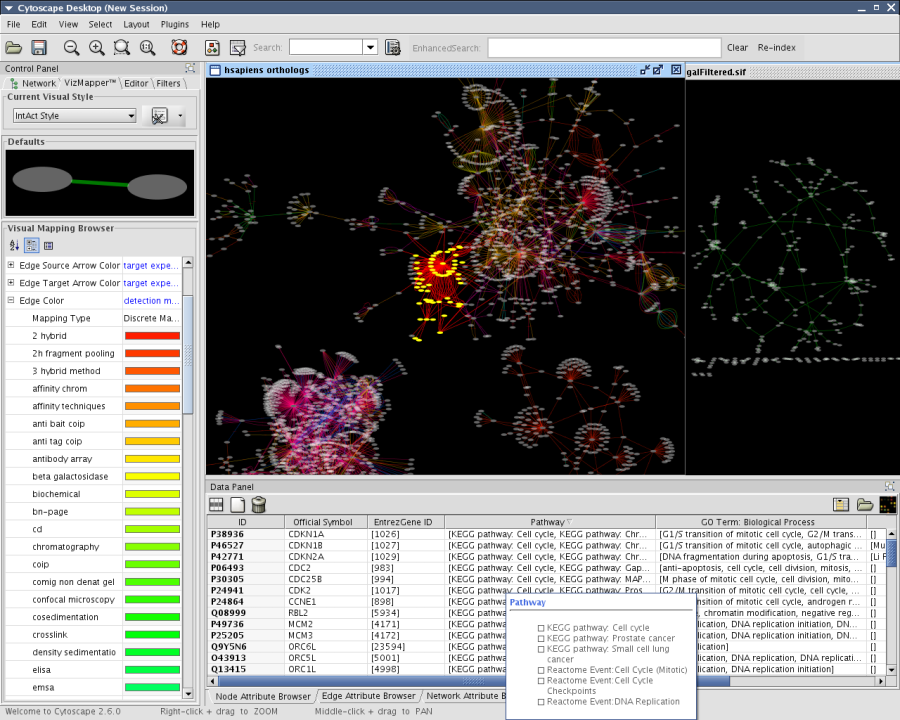 Cytoscape Desktop (New Session)
File Edit View Select Layout Plugins Help
Search: EnhancedSearch: Clear Re-index
Control Panel
Network VizMapper™ Editor Filters
Current Visual Style
IntAct Style
Defaults
Visual Mapping Browser
Edge Source Arrow Color target expe...
Edge Target Arrow Color target expe...
Edge Color detection m...
Mapping Type Discrete Ma...
2 hybrid
2h fragment pooling
3 hybrid method
affinity chrom
affinity techniques
anti bait coip
anti tag coip
antibody array
beta galactosidase
biochemical
bn-page
cd
chromatography
coip
comig non denat gel
confocal microscopy
cosedimentation
crosslink
density sedimentatio
elisa
emsa
hsapiens orthologs
galFiltered.sif
Data Panel
ID Official Symbol EntrezGene ID Pathway GO Term: Biological Process
P38936 CDKN1A [1026] [KEGG pathway: Cell cycle, KEGG pathway: Chr... [G1/S transition of mitotic cell cycle, G2/M trans... []
P46527 CDKN1B [1027] [KEGG pathway: Cell cycle, KEGG pathway: Chr... [G1/S transition of mitotic cell cycle, autophagic ... [Mu
P42771 CDKN2A [1029] [KEGG pathway: Cell cycle, KEGG pathway: Chr... [DNA fragmentation during apoptosis, G1/S tra... [Li F
P06493 CDC2 [983] [KEGG pathway: Cell cycle, KEGG pathway: Gap... [anti-apoptosis, cell cycle, cell division, mitosis, ... []
P30305 CDC25B [994] [KEGG pathway: Cell cycle, KEGG pathway: MAP... [M phase of mitotic cell cycle, cell division, mito... []
P24941 CDK2 [1017] [KEGG pathway: Cell cycle, KEGG pathway: Pros... [G2/M transition of mitotic cell cycle, cell cycle, ... []
P24864 CCNE1 [898] [KEGG nsition of mitotic cell cycle, androgen r... []
Q08999 RBL2 [5934] [KEGG chromatin modification, negative reg... []
P49736 MCM2 [4171] [KEGG DNA replication initiation, DN... []
P25205 MCM3 [4172] [KEGG DNA replication initiation, DN... []
Q9Y5N6 ORC6L [23594] [KEGG []
O43913 ORC5L [5001] [KEGG DNA replication, DNA replicati... []
Q13415 ORC1L [4998] [KEGG DNA replication initiation] []
Pathway
KEGG pathway: Cell cycle
KEGG pathway: Prostate cancer
KEGG pathway: Small cell lung
cancer
Reactome Event:Cell Cycle (Mitotic)
Reactome Event:Cell Cycle
Checkpoints
Reactome Event:DNA Replication
Node Attribute Browser Edge Attribute Browser Network Attribute B
Welcome to Cytoscape 2.6.0 Right-click + drag to ZOOM Middle-click + drag to PAN